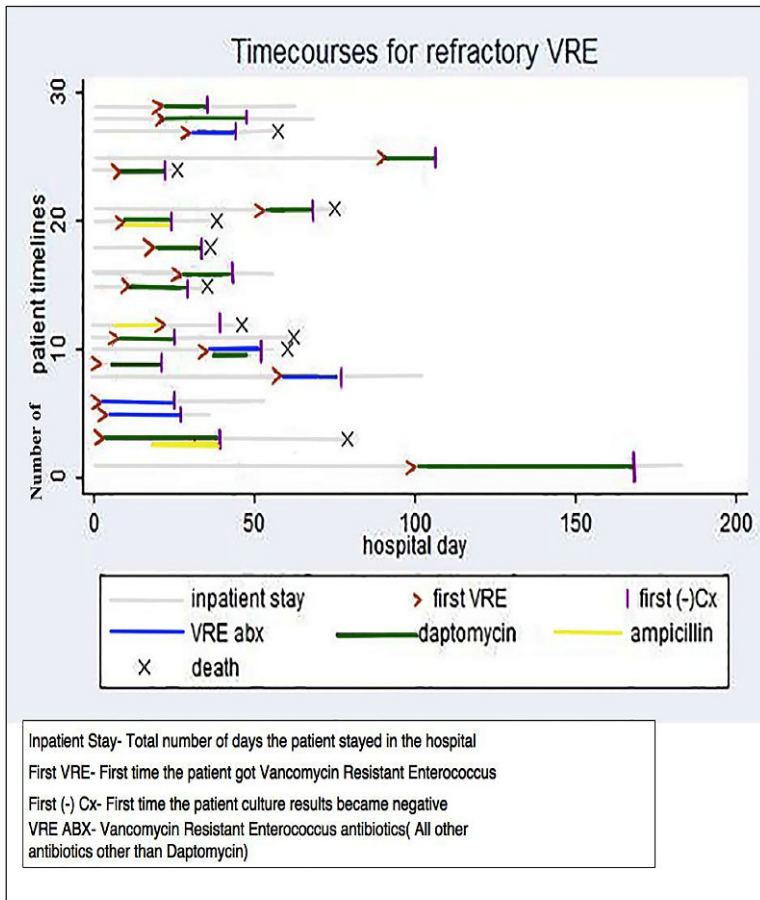 Timecourses for refractory VRE
Number of patient timelines
30
20
10
0
0 50 100 150 200
hospital day
inpatient stay first VRE first (-)Cx
VRE abx daptomycin ampicillin
death
Inpatient Stay- Total number of days the patient stayed in the hospital
First VRE- First time the patient got Vancomycin Resistant Enterococcus
First (-) Cx- First time the patient culture results became negative
VRE ABX- Vancomycin Resistant Enterococcus antibiotics( All other
antibiotics other than Daptomycin)